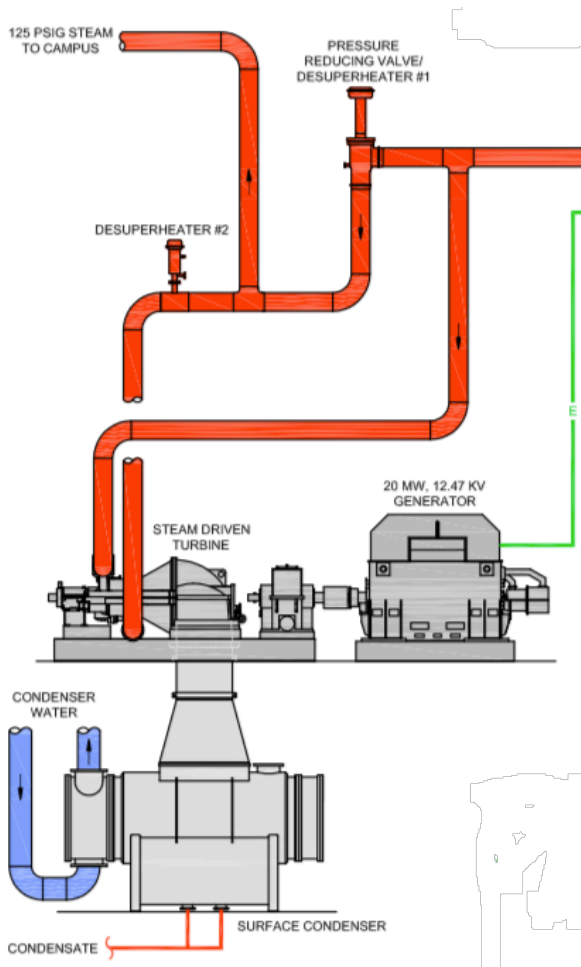 125 PSIG STEAM
TO CAMPUS
PRESSURE
REDUCING VALVE/
DESUPERHEATER #1
DESUPERHEATER #2
E
20 MW, 12.47 KV
GENERATOR
STEAM DRIVEN
TURBINE
CONDENSER
WATER
SURFACE CONDENSER
CONDENSATE